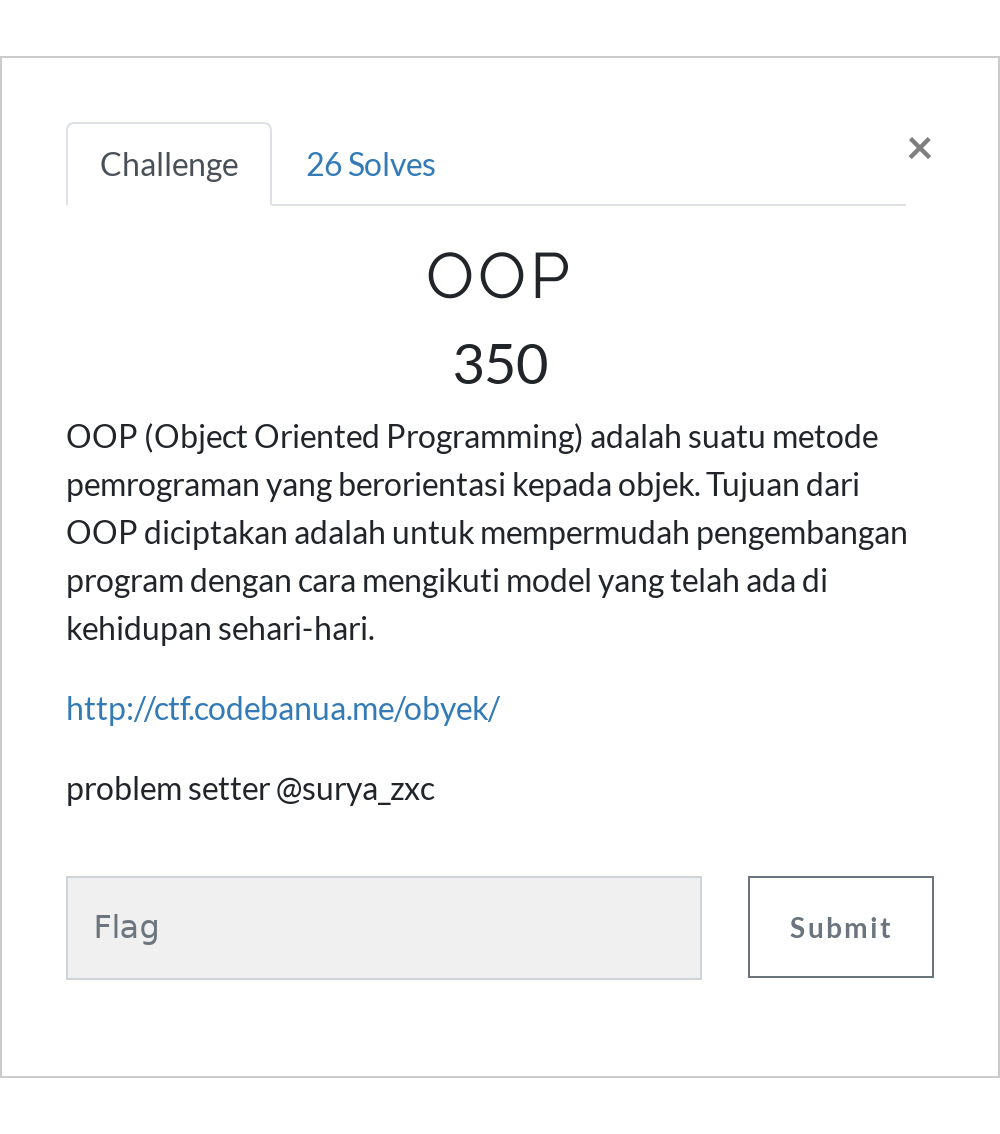 Challenge
26 Solves
×
OOP
350
OOP (Object Oriented Programming) adalah suatu metode
pemrograman yang berorientasi kepada objek. Tujuan dari
OOP diciptakan adalah untuk mempermudah pengembangan
program dengan cara mengikuti model yang telah ada di
kehidupan sehari-hari.
http://ctf.codebanua.me/obyek/
problem setter @surya_zxc
Flag
Submit